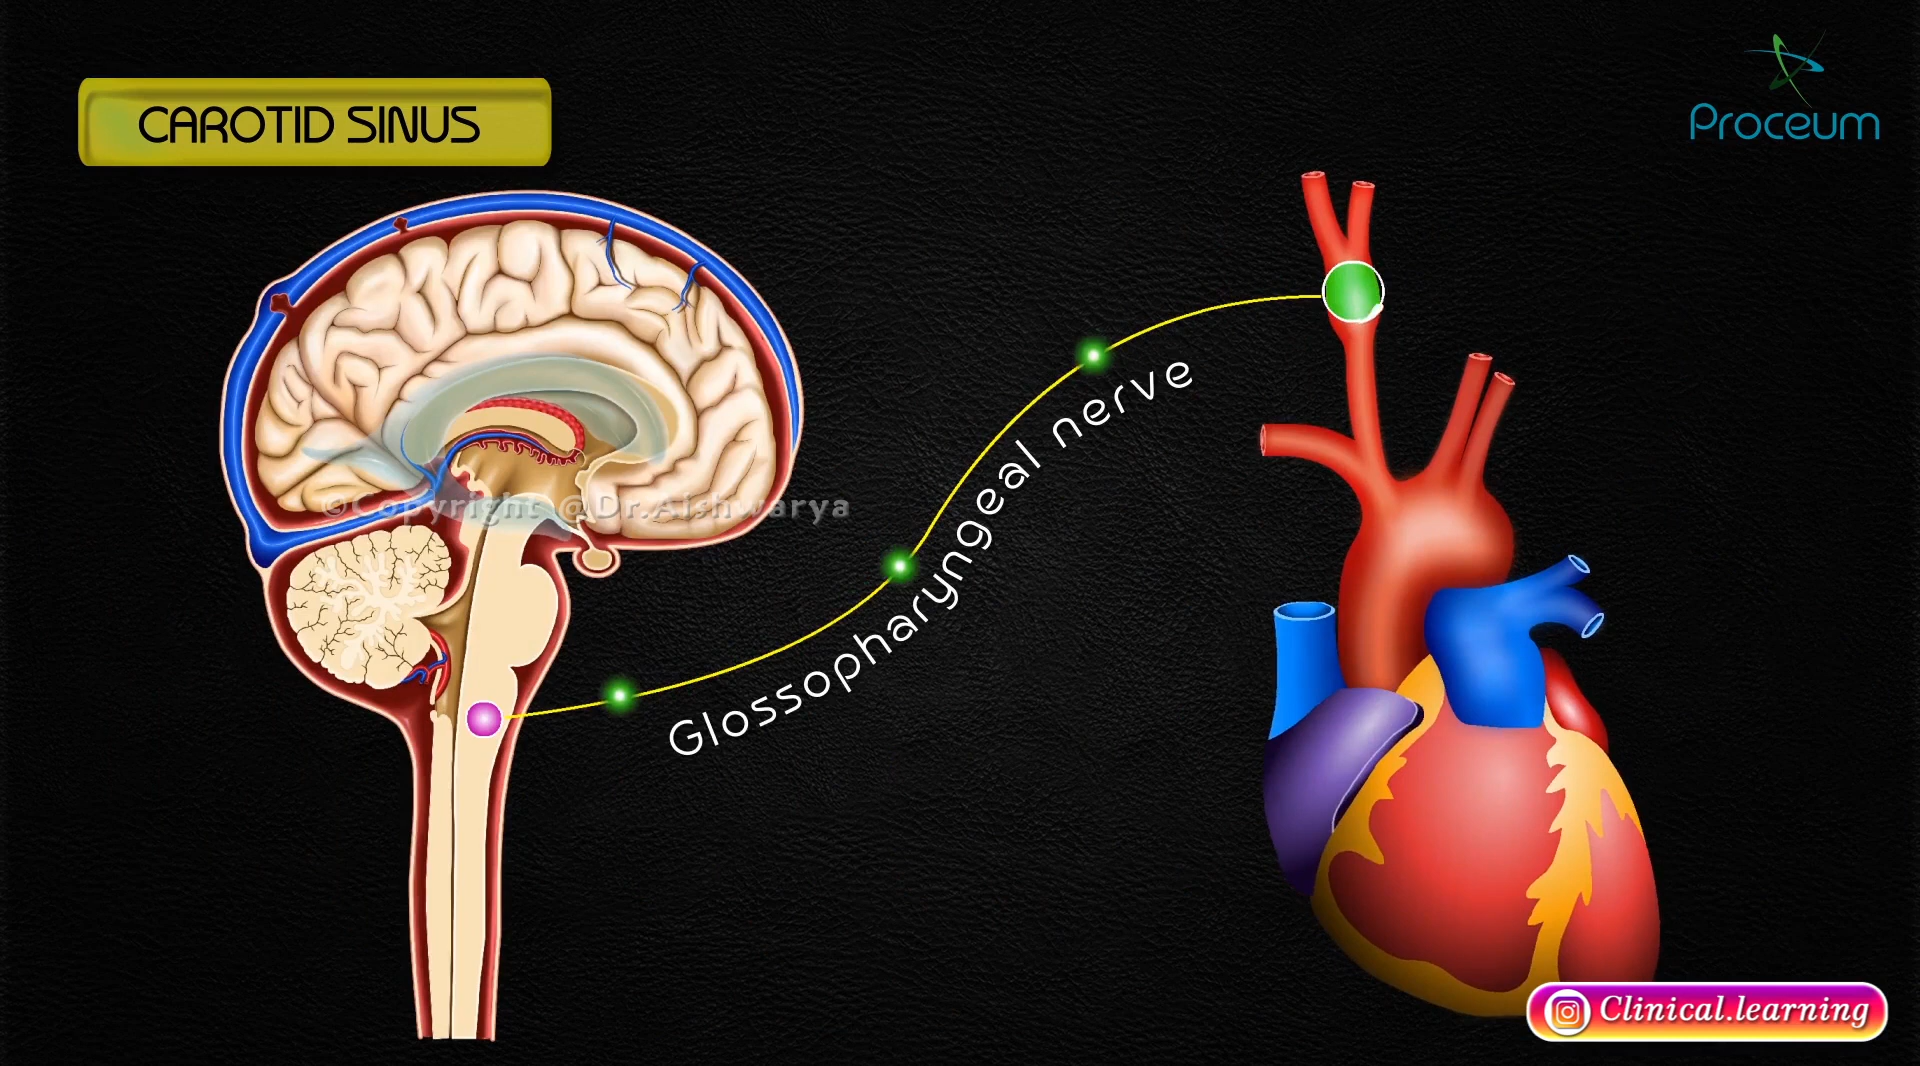 CAROTID SINUS
Proceum
©Copyright @Dr.Aishwarya
Glossopharyngeal nerve
Clinical.learning